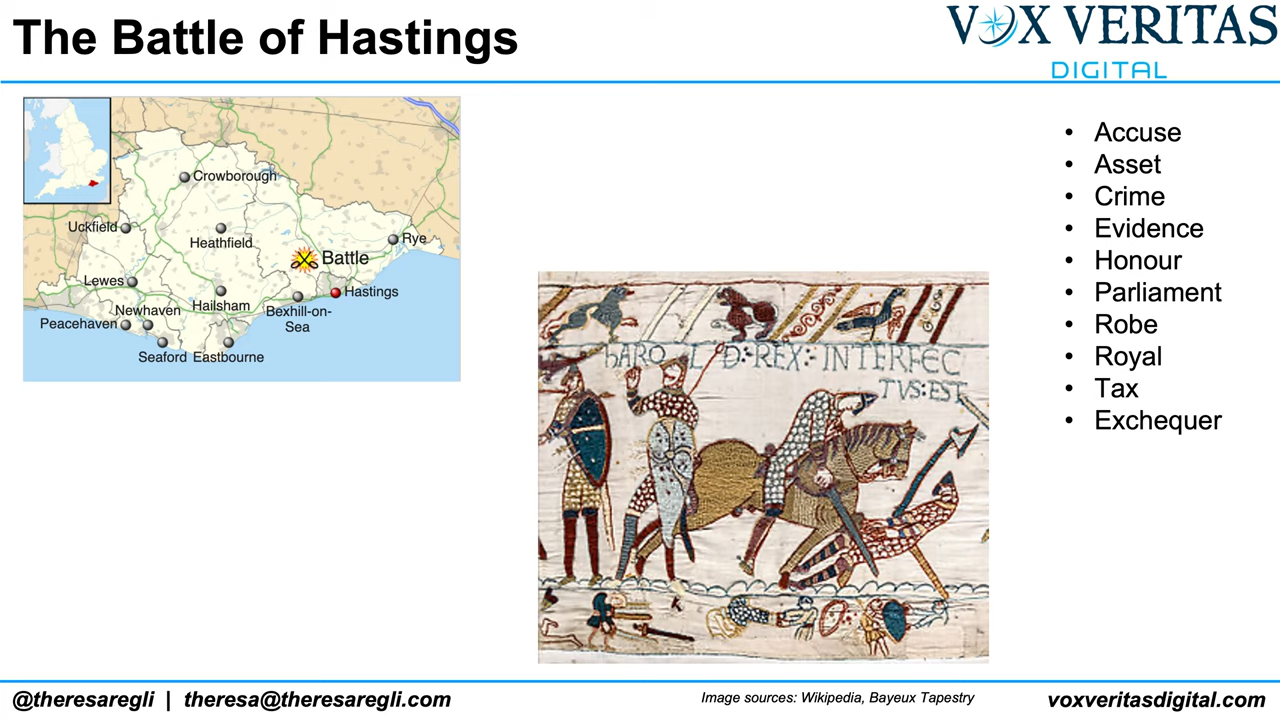 The Battle of Hastings
VOX VERITAS
DIGITAL
Crowborough
Uckfield
Heathfield
Rye
Battle
Lewes
Hailsham
Hastings
Newhaven
Bexhill-on-
Sea
Peacehaven
Seaford
Eastbourne
hAROLD:REX:INTERFEC
TVS:EST
• Accuse
• Asset
• Crime
• Evidence
• Honour
• Parliament
• Robe
• Royal
• Tax
• Exchequer
@theresaregli | theresa@theresaregli.com
Image sources: Wikipedia, Bayeux Tapestry
voxveritasdigital.com